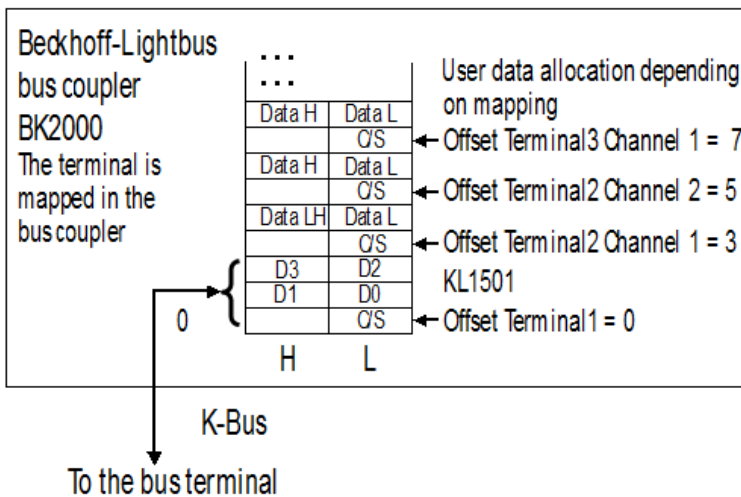 Beckhoff-Lightbus
bus coupler
BK2000
The terminal is
mapped in the
bus coupler
...
...
Data H Data L
C/S
Data H Data L
C/S
Data LH Data L
C/S
D3 D2
D1 D0
C/S
H L
0
User data allocation depending
on mapping
Offset Terminal3 Channel 1 = 7
Offset Terminal2 Channel 2 = 5
Offset Terminal2 Channel 1 = 3
KL1501
Offset Terminal1 = 0
K-Bus
To the bus terminal